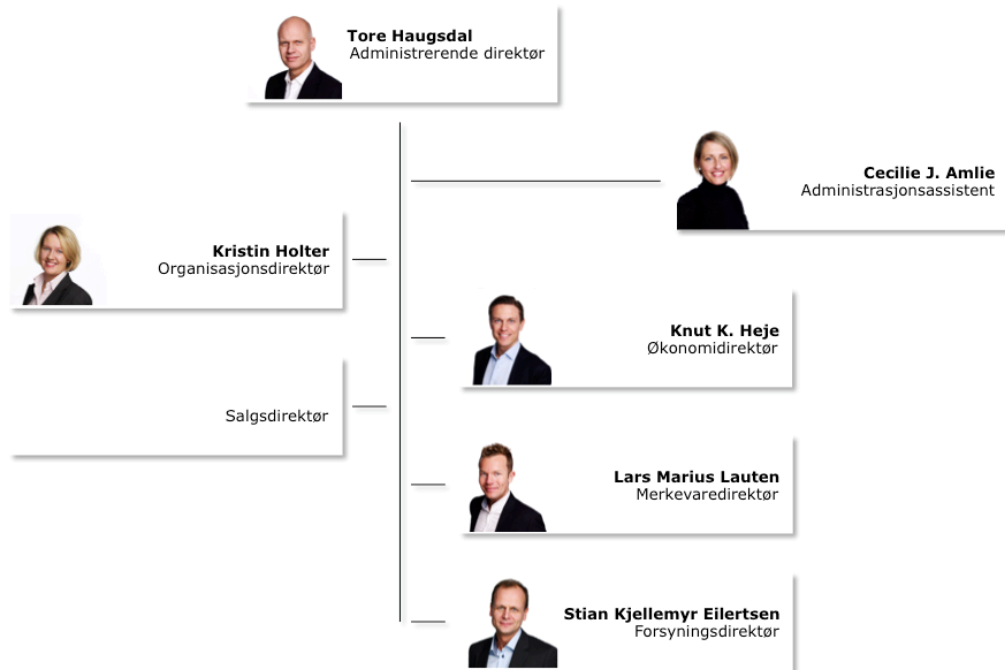 Tore Haugsdal
Administrerende direktør
Cecilie J. Amlie
Administrasjonsassistent
Kristin Holter
Organisasjonsdirektør
Knut K. Heje
Økonomidirektør
Salgsdirektør
Lars Marius Lauten
Merkevaredirektør
Stian Kjellemyr Eilertsen
Forsyningsdirektør